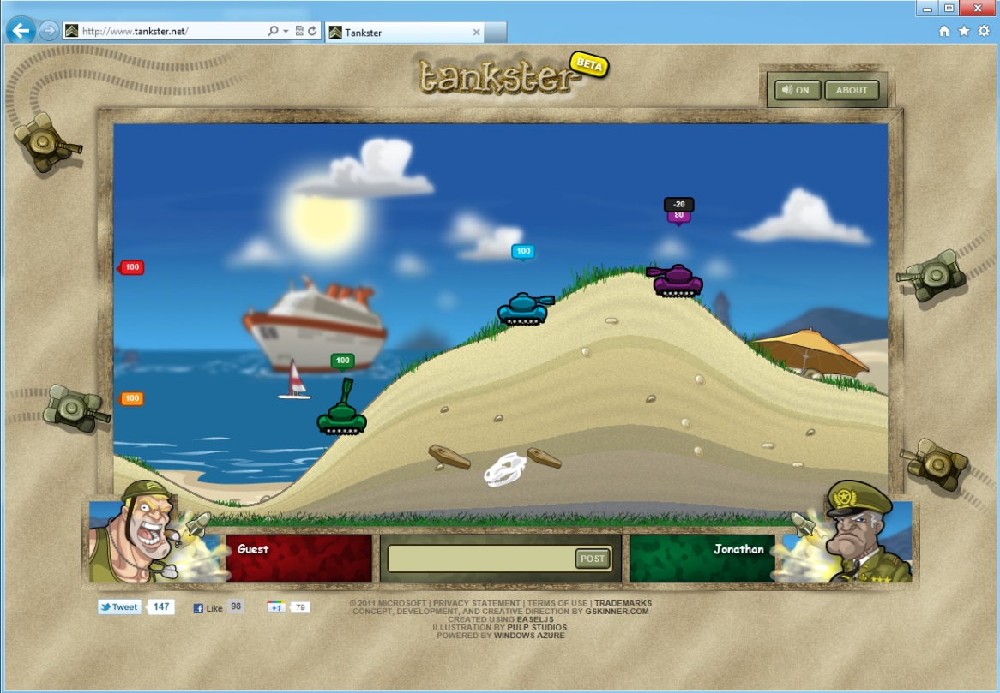 http://www.tankster.net/
Tankster
tankster
BETA
ON
ABOUT
-20
80
100
100
100
100
Guest
POST
Jonathan
Tweet
147
Like
98
+1
79
© 2011 MICROSOFT | PRIVACY STATEMENT | TERMS OF USE | TRADEMARKS
CONCEPT, DEVELOPMENT, AND CREATIVE DIRECTION BY GSKINNER.COM
CREATED USING EASELJS
ILLUSTRATION BY PULP STUDIOS.
POWERED BY WINDOWS AZURE